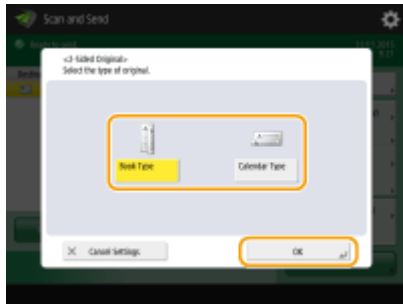 Scan and Send
<2-Sided Original>
Select the type of original.
Book Type
Calendar Type
Cancel Settings
OK